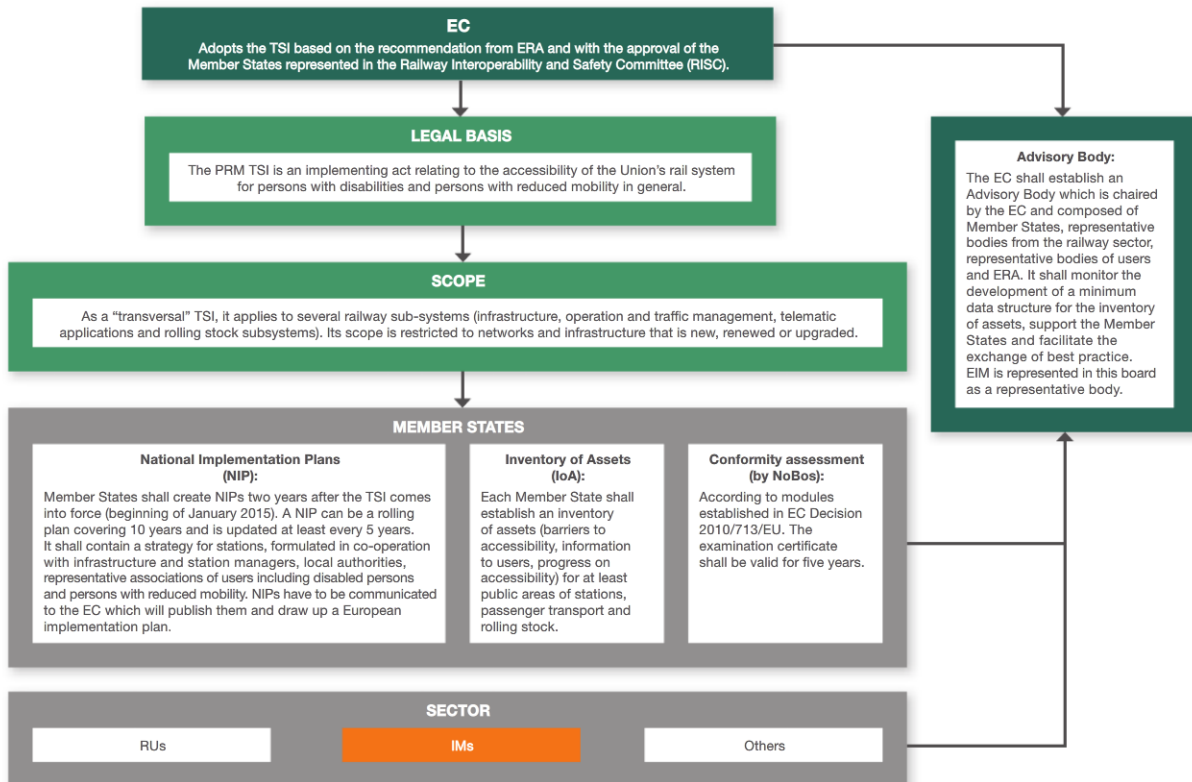 EC
Adopts the TSI based on the recommendation from ERA and with the approval of the
Member States represented in the Railway Interoperability and Safety Committee (RISC).
LEGAL BASIS
The PRM TSI is an implementing act relating to the accessibility of the Union's rail system
for persons with disabilities and persons with reduced mobility in general.
Advisory Body:
The EC shall establish an
Advisory Body which is chaired
by the EC and composed of
Member States, representative
bodies from the railway sector,
representative bodies of users
and ERA. It shall monitor the
development of a minimum
data structure for the inventory
of assets, support the Member
States and facilitate the
exchange of best practice.
EIM is represented in this board
as a representative body.
SCOPE
As a “transversal” TSI, it applies to several railway sub-systems (infrastructure, operation and traffic management, telematic
applications and rolling stock subsystems). Its scope is restricted to networks and infrastructure that is new, renewed or upgraded.
MEMBER STATES
National Implementation Plans
(NIP):
Member States shall create NIPs two years after the TSI comes
into force (beginning of January 2015). A NIP can be a rolling
plan covering 10 years and is updated at least every 5 years.
It shall contain a strategy for stations, formulated in co-operation
with infrastructure and station managers, local authorities,
representative associations of users including disabled persons
and persons with reduced mobility. NIPs have to be communicated
to the EC which will publish them and draw up a European
implementation plan.
Inventory of Assets
(IoA):
Each Member State shall
establish an inventory
of assets (barriers to
accessibility, information
to users, progress on
accessibility) for at least
public areas of stations,
passenger transport and
rolling stock.
Conformity assessment
(by NoBos):
According to modules
established in EC Decision
2010/713/EU. The
examination certificate
shall be valid for five years.
SECTOR
RUs
IMs
Others